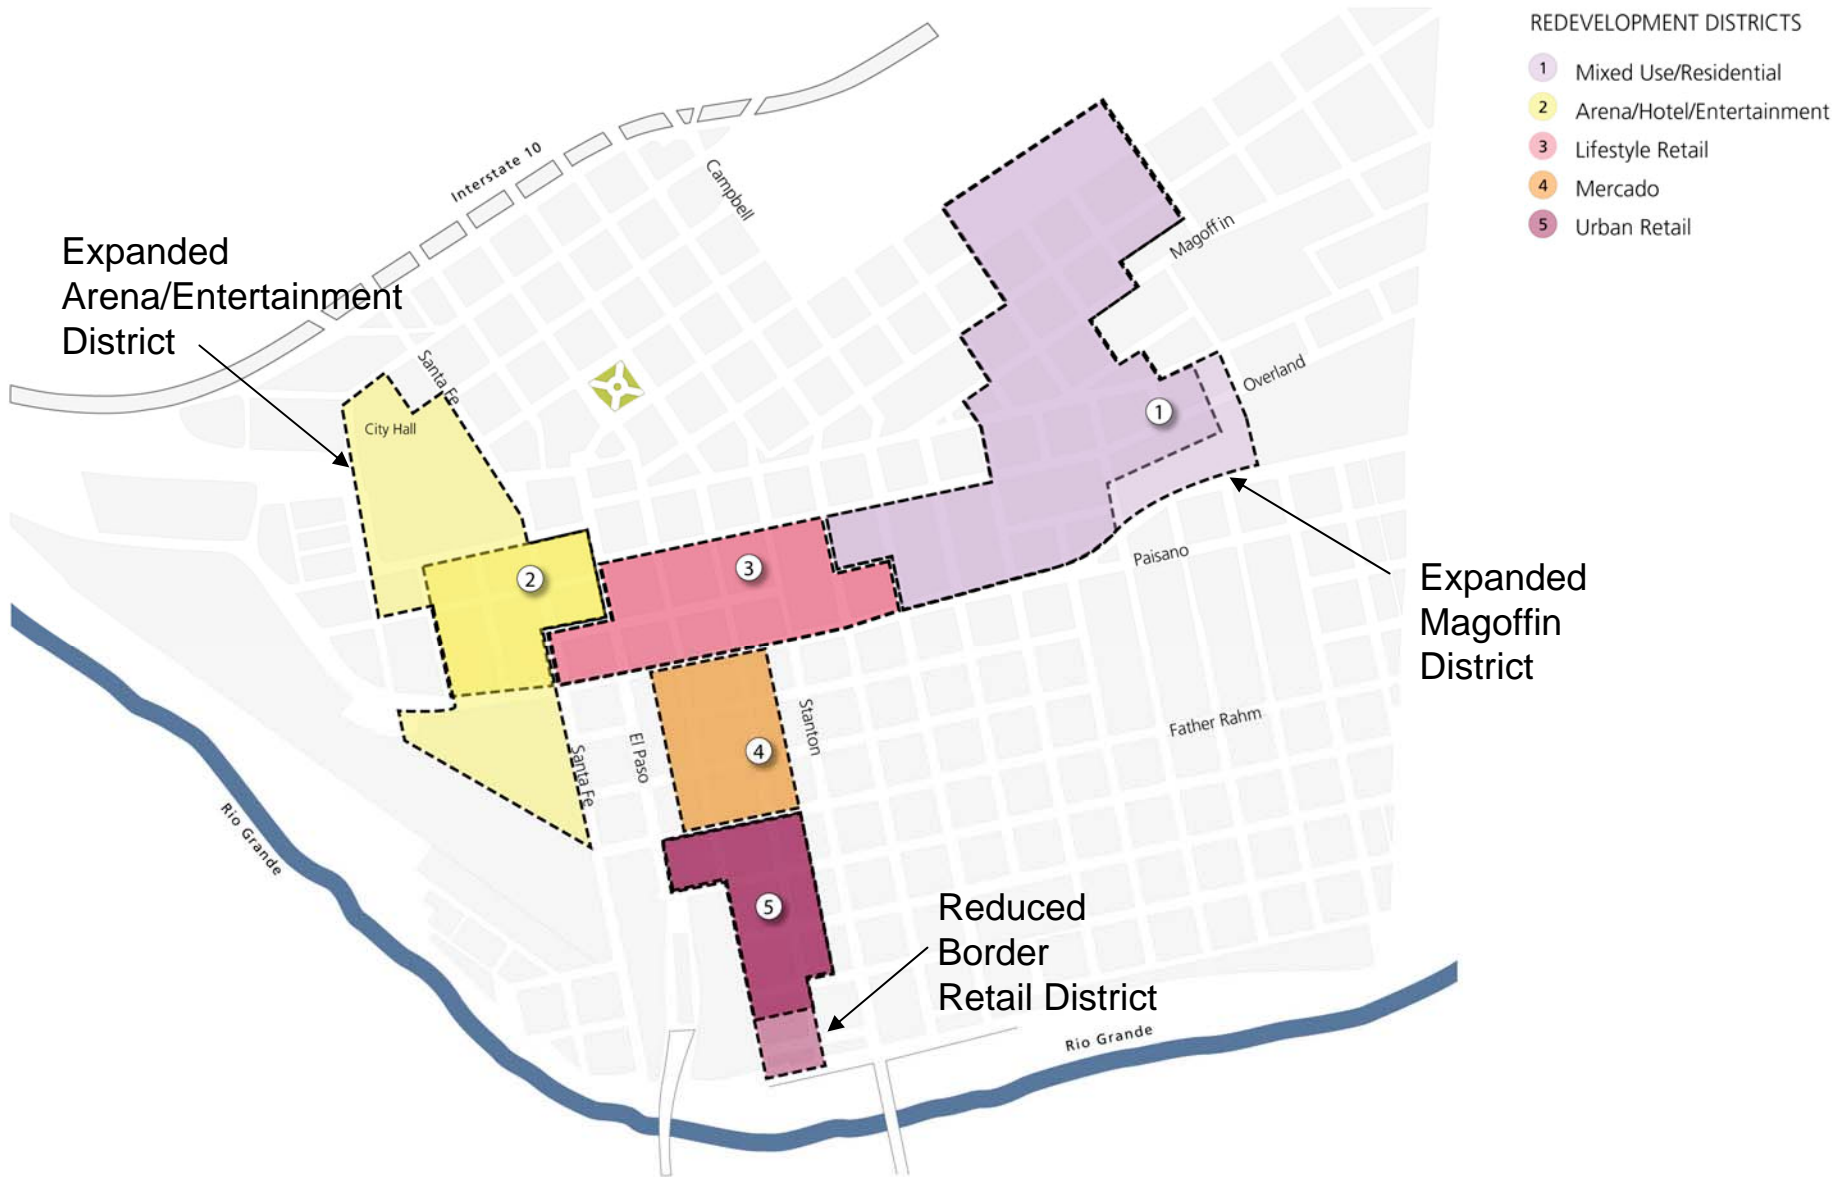 REDEVELOPMENT DISTRICTS
1 Mixed Use/Residential
2 Arena/Hotel/Entertainment
3 Lifestyle Retail
4 Mercado
5 Urban Retail
Interstate 10
Campbell
Expanded
Arena/Entertainment
District
Santa Fe
City Hall
Magoffin
Overland
1
2
3
Paisano
Expanded
Magoffin
District
Father Rahm
Stanton
El Paso
Santa Fe
4
Rio Grande
5
Reduced
Border
Retail District
Rio Grande